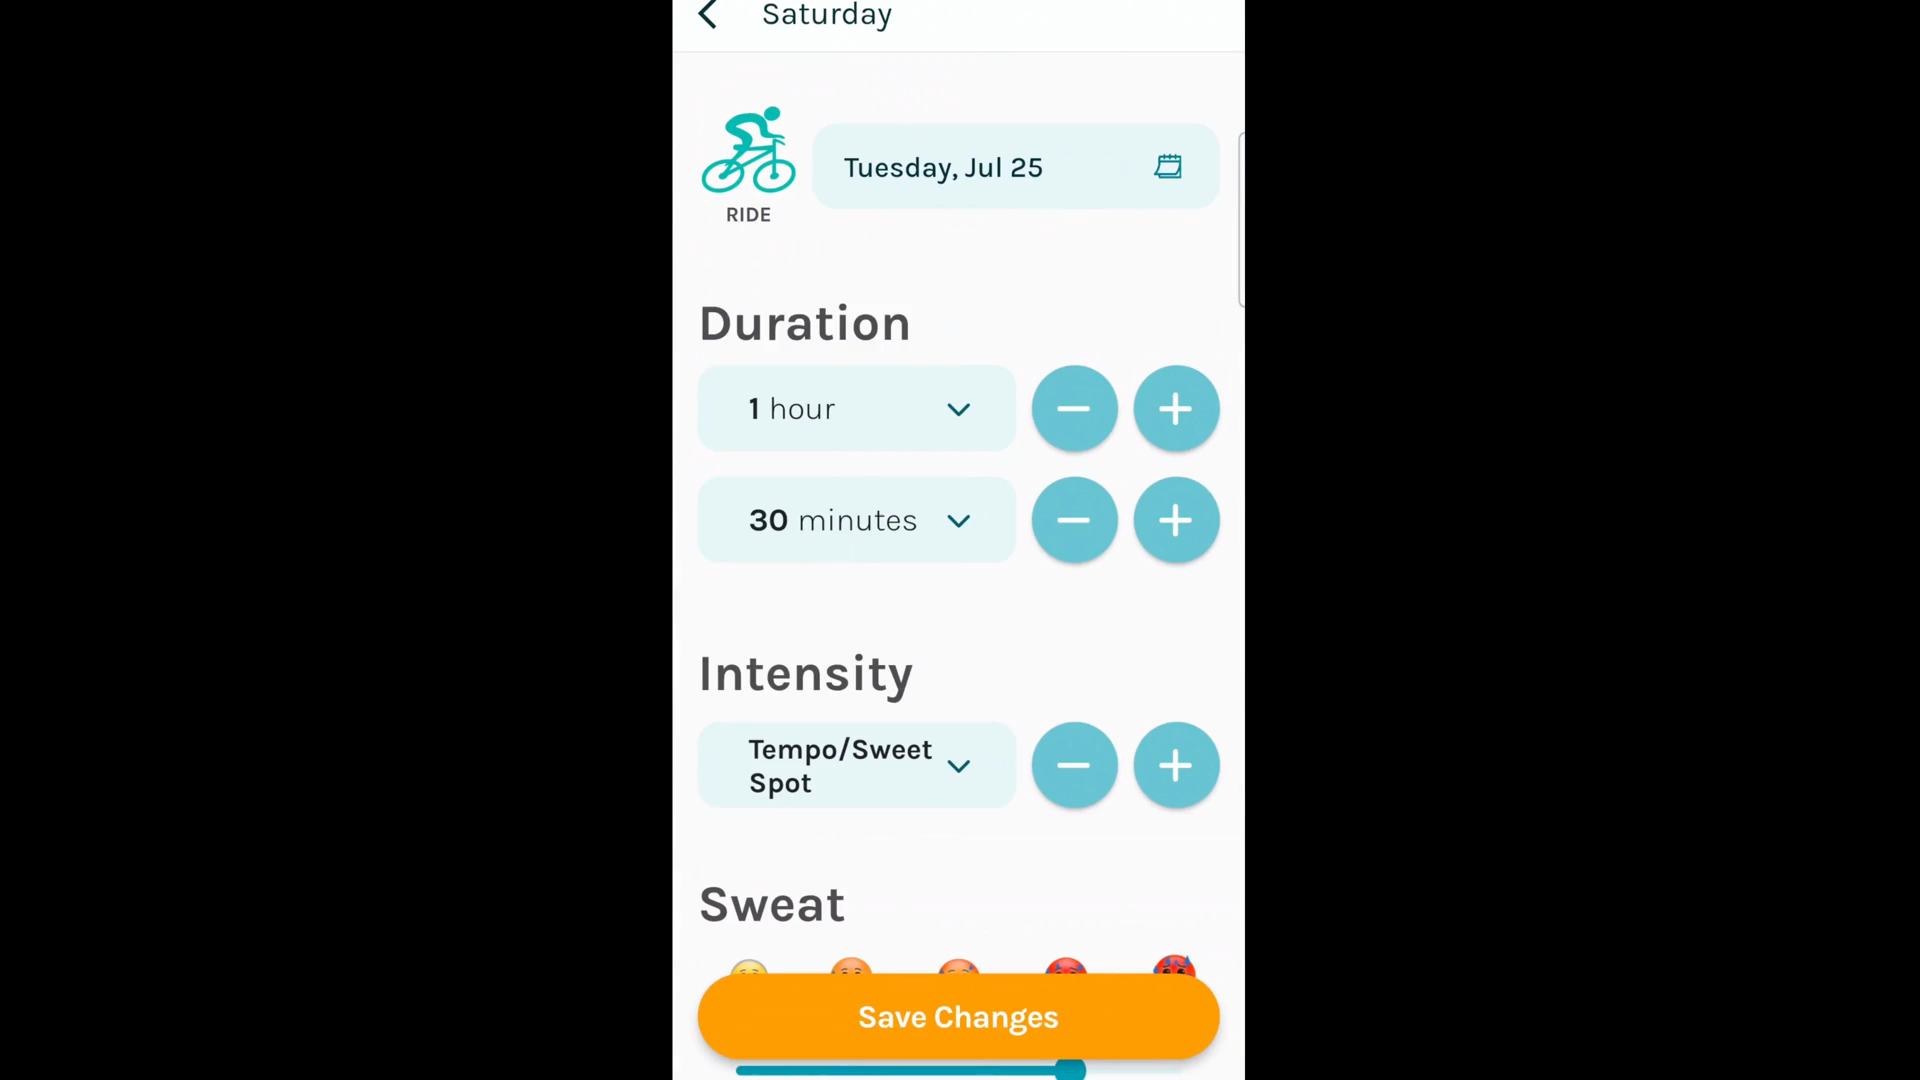 Saturday
Tuesday, Jul 25
RIDE
Duration
1 hour
30 minutes
Intensity
Tempo/Sweet
Spot
Sweat
Save Changes